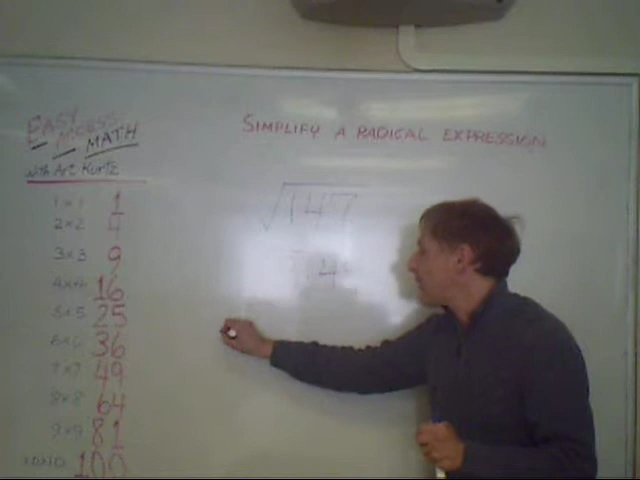 EASY
ACCESS
MATH
with Art Kurtz
SIMPLIFY A RADICAL EXPRESSION
√147
4
1×1 1
2×2 4
3×3 9
4×4 16
5×5 25
6×6 36
7×7 49
8×8 64
9×9 81
10×10 100